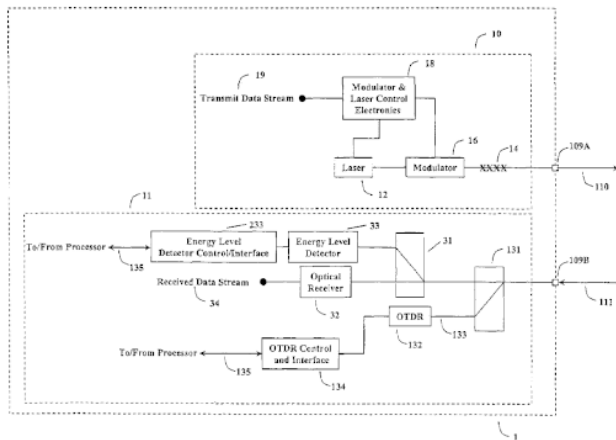 10
19
Transmit Data Stream
18
Modulator &
Laser Control
Electronics
16
14
109A
Laser
Modulator
XXXX
12
110
11
233
33
31
131
To/From Processor
Energy Level
Detector Control/Interface
Energy Level
Detector
135
109B
Received Data Stream
Optical
Receiver
34
32
OTDR
133
111
132
To/From Processor
OTDR Control
and Interface
135
134
1